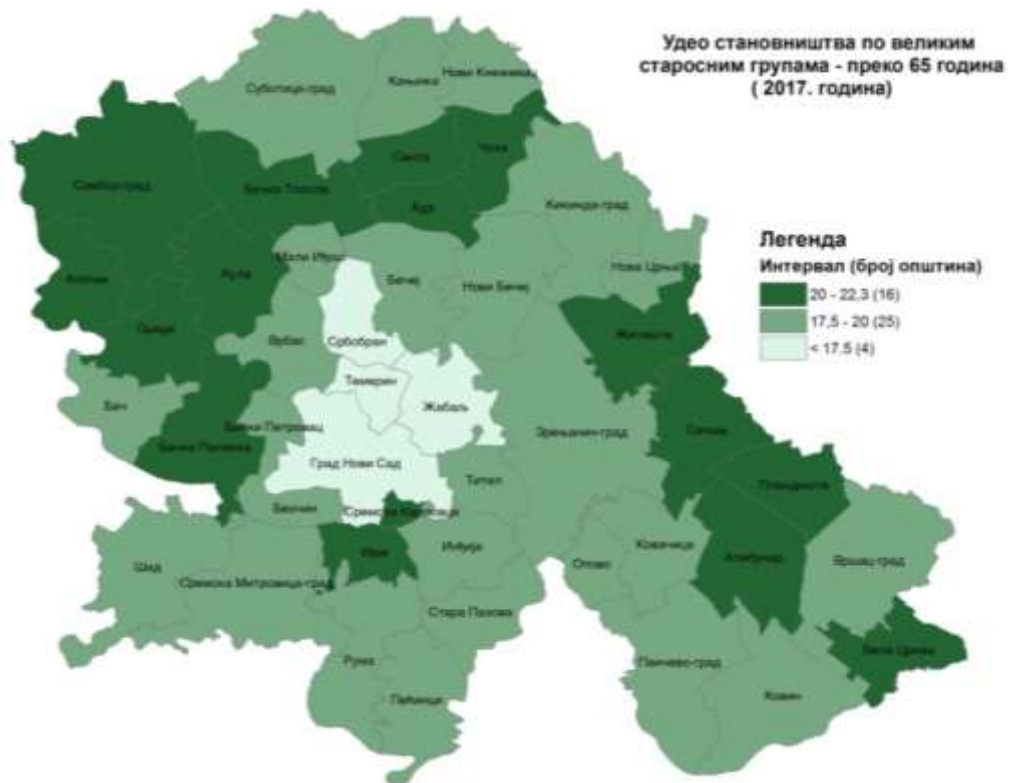 Удео становништва по великим
старосним групама - преко 65 година
( 2017. година)
Суботица-град
Кањижа
Нови Кнежевац
Сомбор-град
Бачка Топола
Сента
Чока
Ада
Кикинда-град
Апатин
Кула
Мали Иђош
Бечеј
Нови Бечеј
Нова Црња
Легенда
Интервал (број општина)
20 - 22,3 (16)
17,5 - 20 (25)
< 17.5 (4)
Оџаци
Врбас
Србобран
Житиште
Темерин
Бач
Жабаљ
Бачки Петровац
Бачка Паланка
Зрењанин-град
Сечањ
Град Нови Сад
Тител
Пландиште
Беочин
Сремски Карловци
Ириг
Инђија
Ковачица
Алибунар
Вршац-град
Шид
Сремска Митровица-град
Опово
Стара Пазова
Бела Црква
Рума
Панчево-град
Пећинци
Ковин